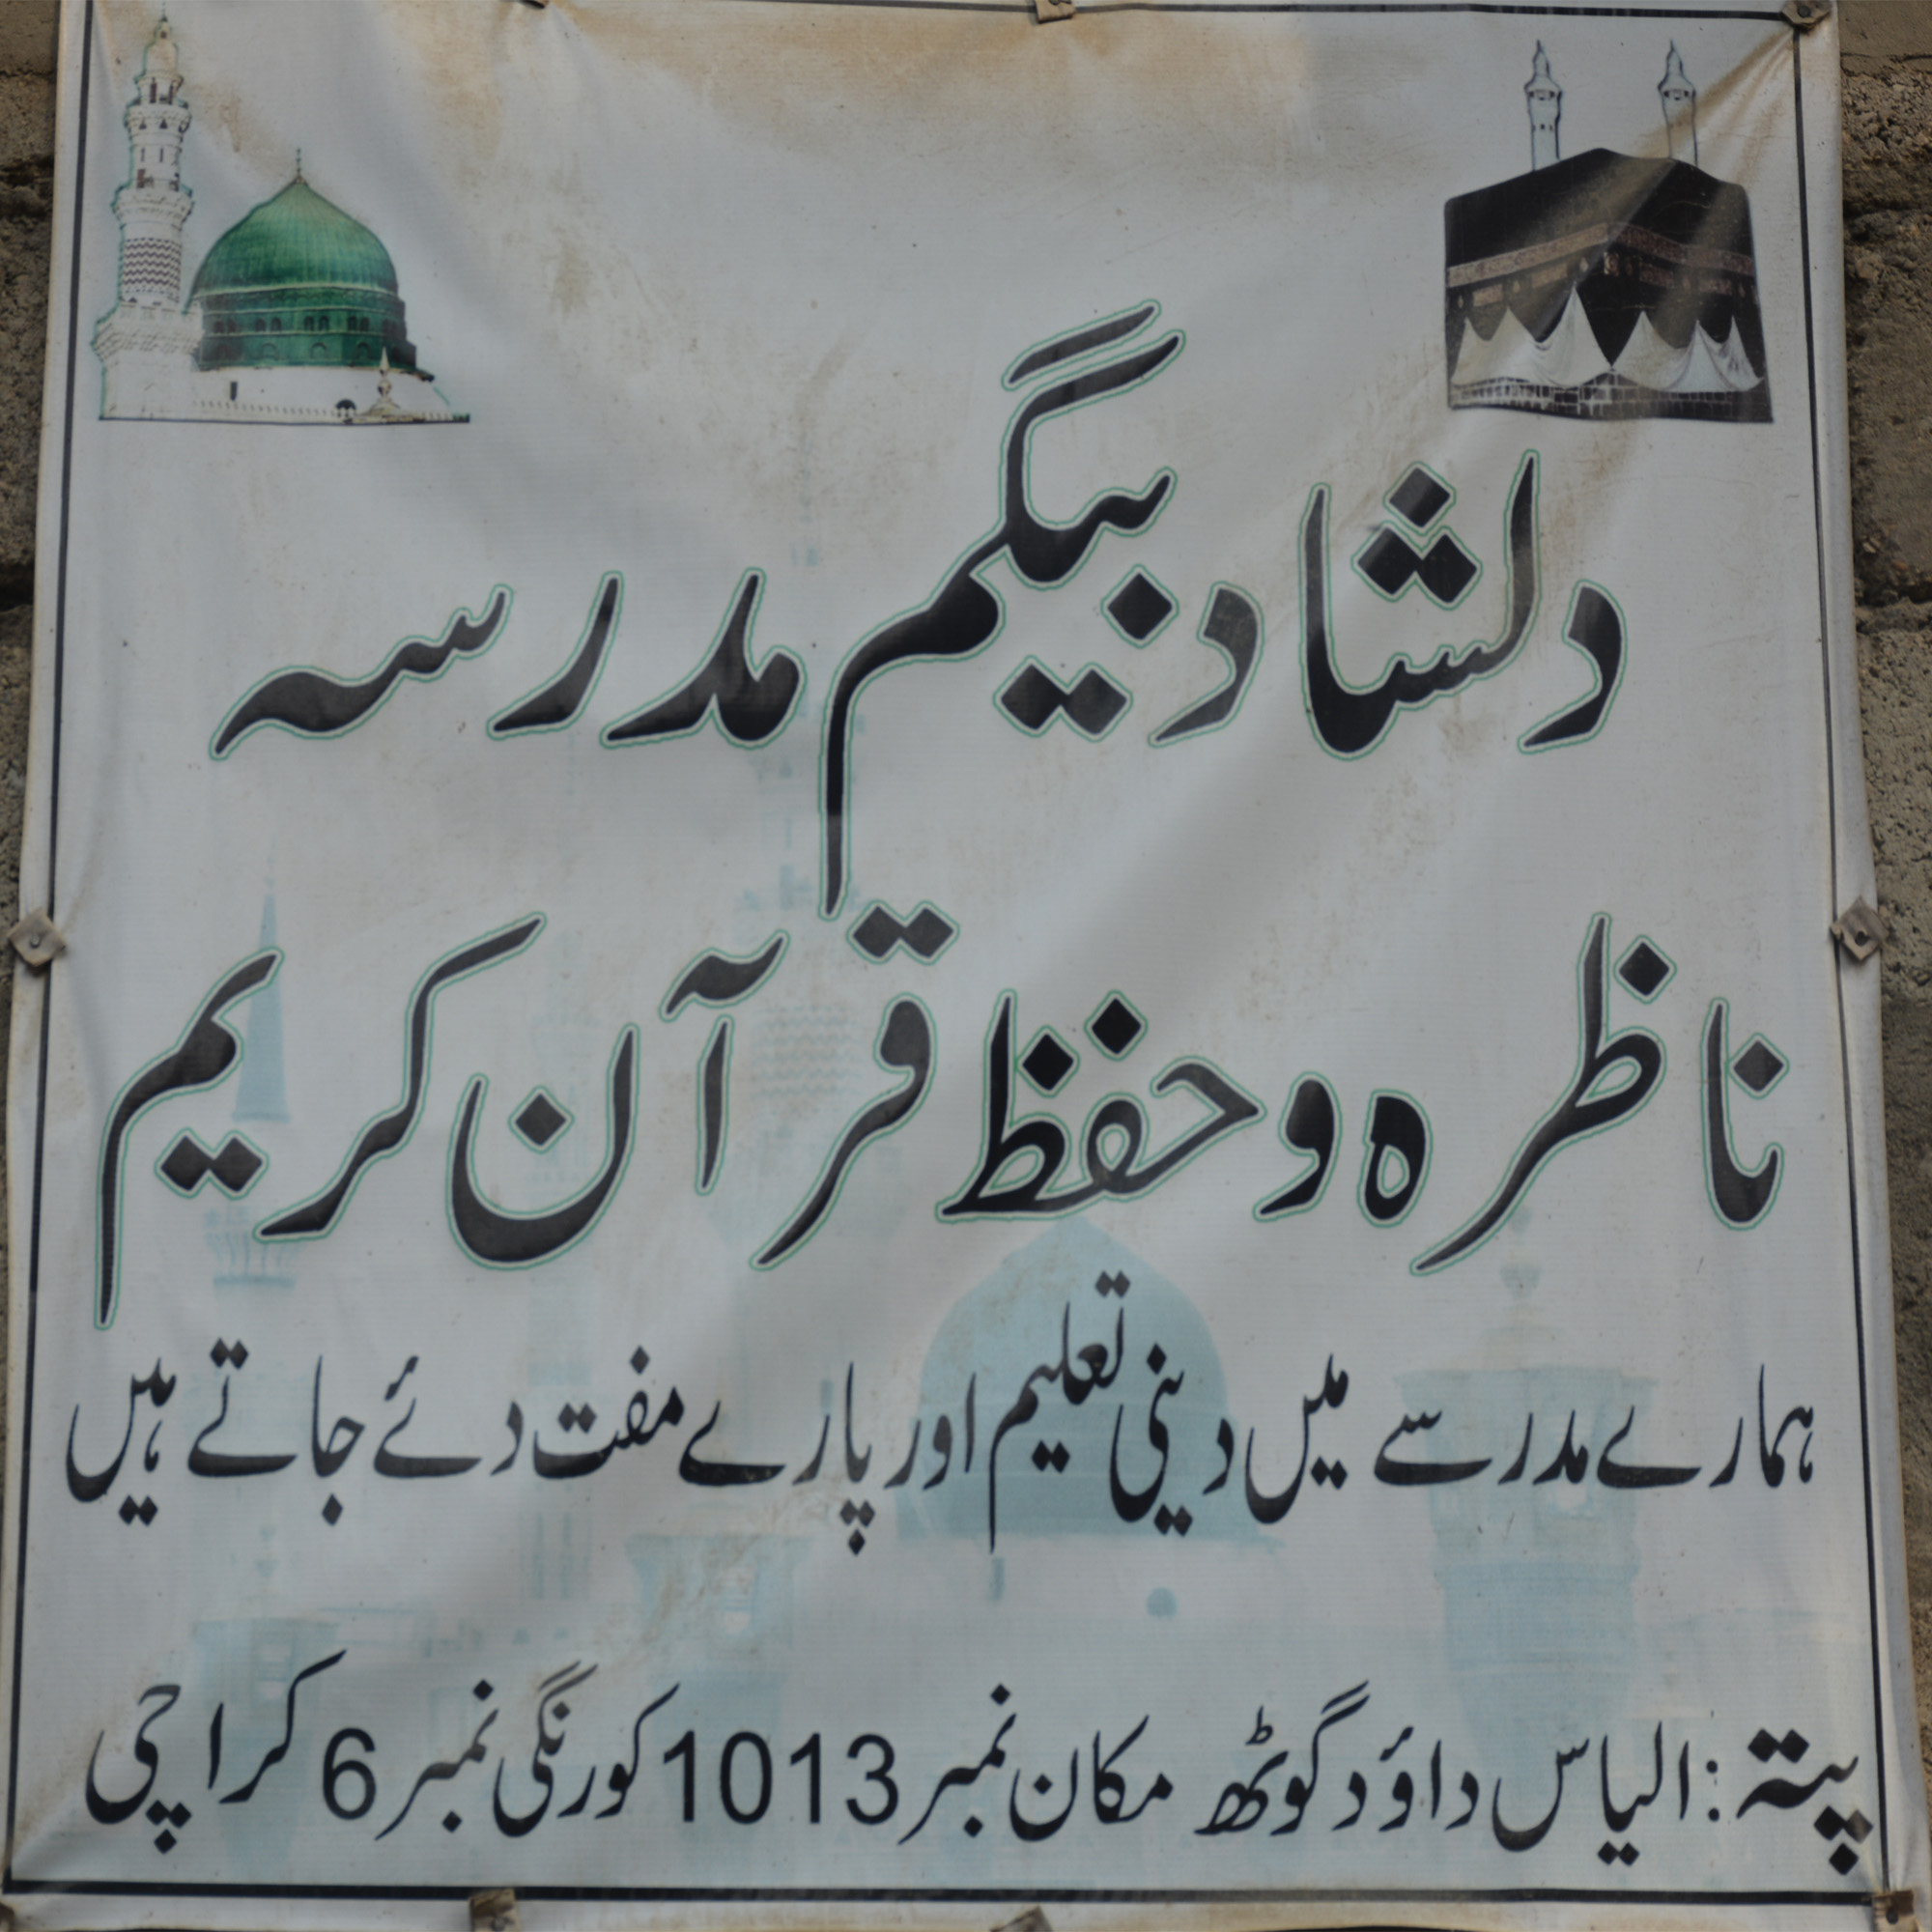 دلشاد بیگم مدرسہ
ناظرہ و حفظ قرآن کریم
ہمارے مدرسے میں دینی تعلیم اور پارے مفت دئے جاتے ہیں
پتہ : الیاس داؤد گوٹھ مکان نمبر 1013 کورنگی نمبر 6 کراچی